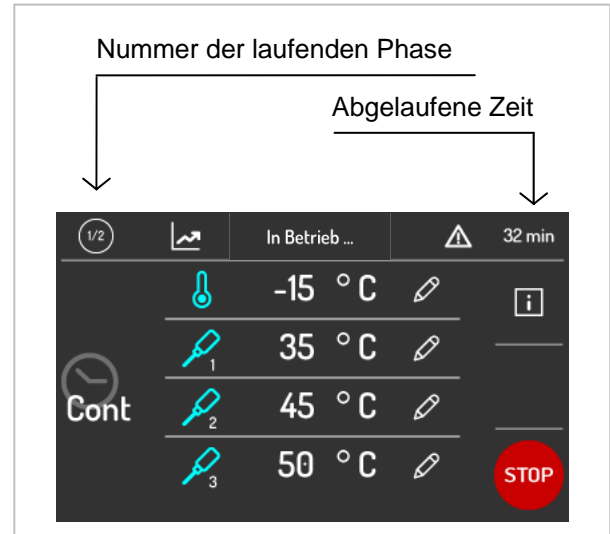 Nummer der laufenden Phase
Abgelaufene Zeit
1/2 In Betrieb ... 32 min
-15 °C
i
1 35 °C
Cont
2 45 °C
3 50 °C
STOP